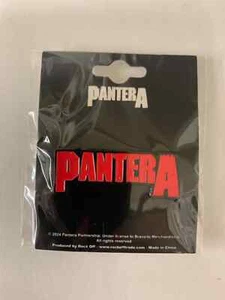 PANTERA
PANTERA
© 2024 Pantera Partnership. Under license to Bravado Merchandising
All rights reserved
Produced by Rock Off www.rockofftrade.com Made in China